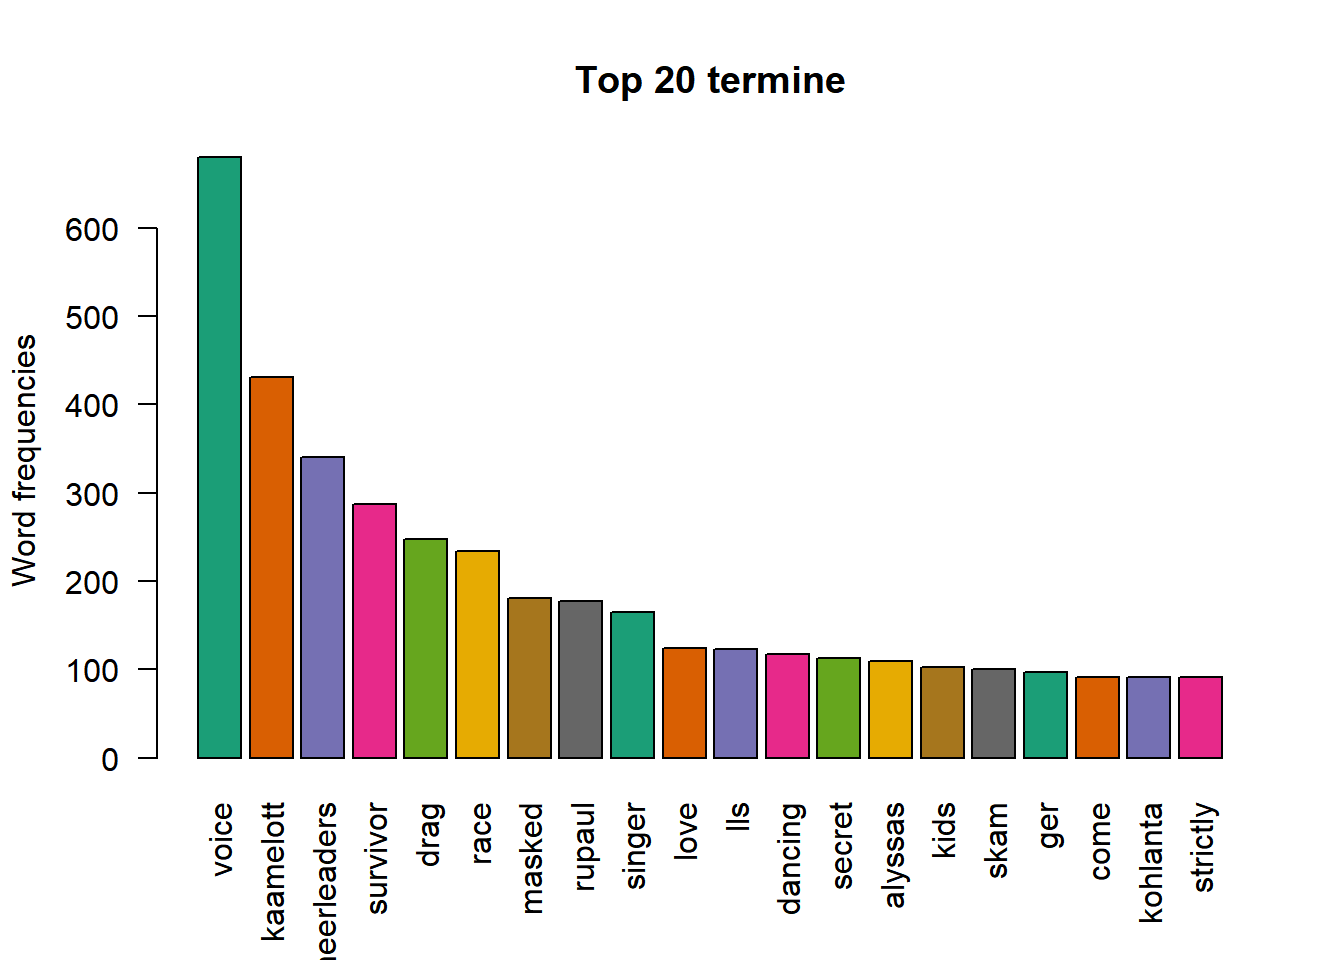 Top 20 termine
Word frequencies
600
500
400
300
200
100
0
voice
kaamelott
heerleaders
survivor
drag
race
masked
rupaul
singer
love
lls
dancing
secret
alyssas
kids
skam
ger
come
kohlanta
strictly